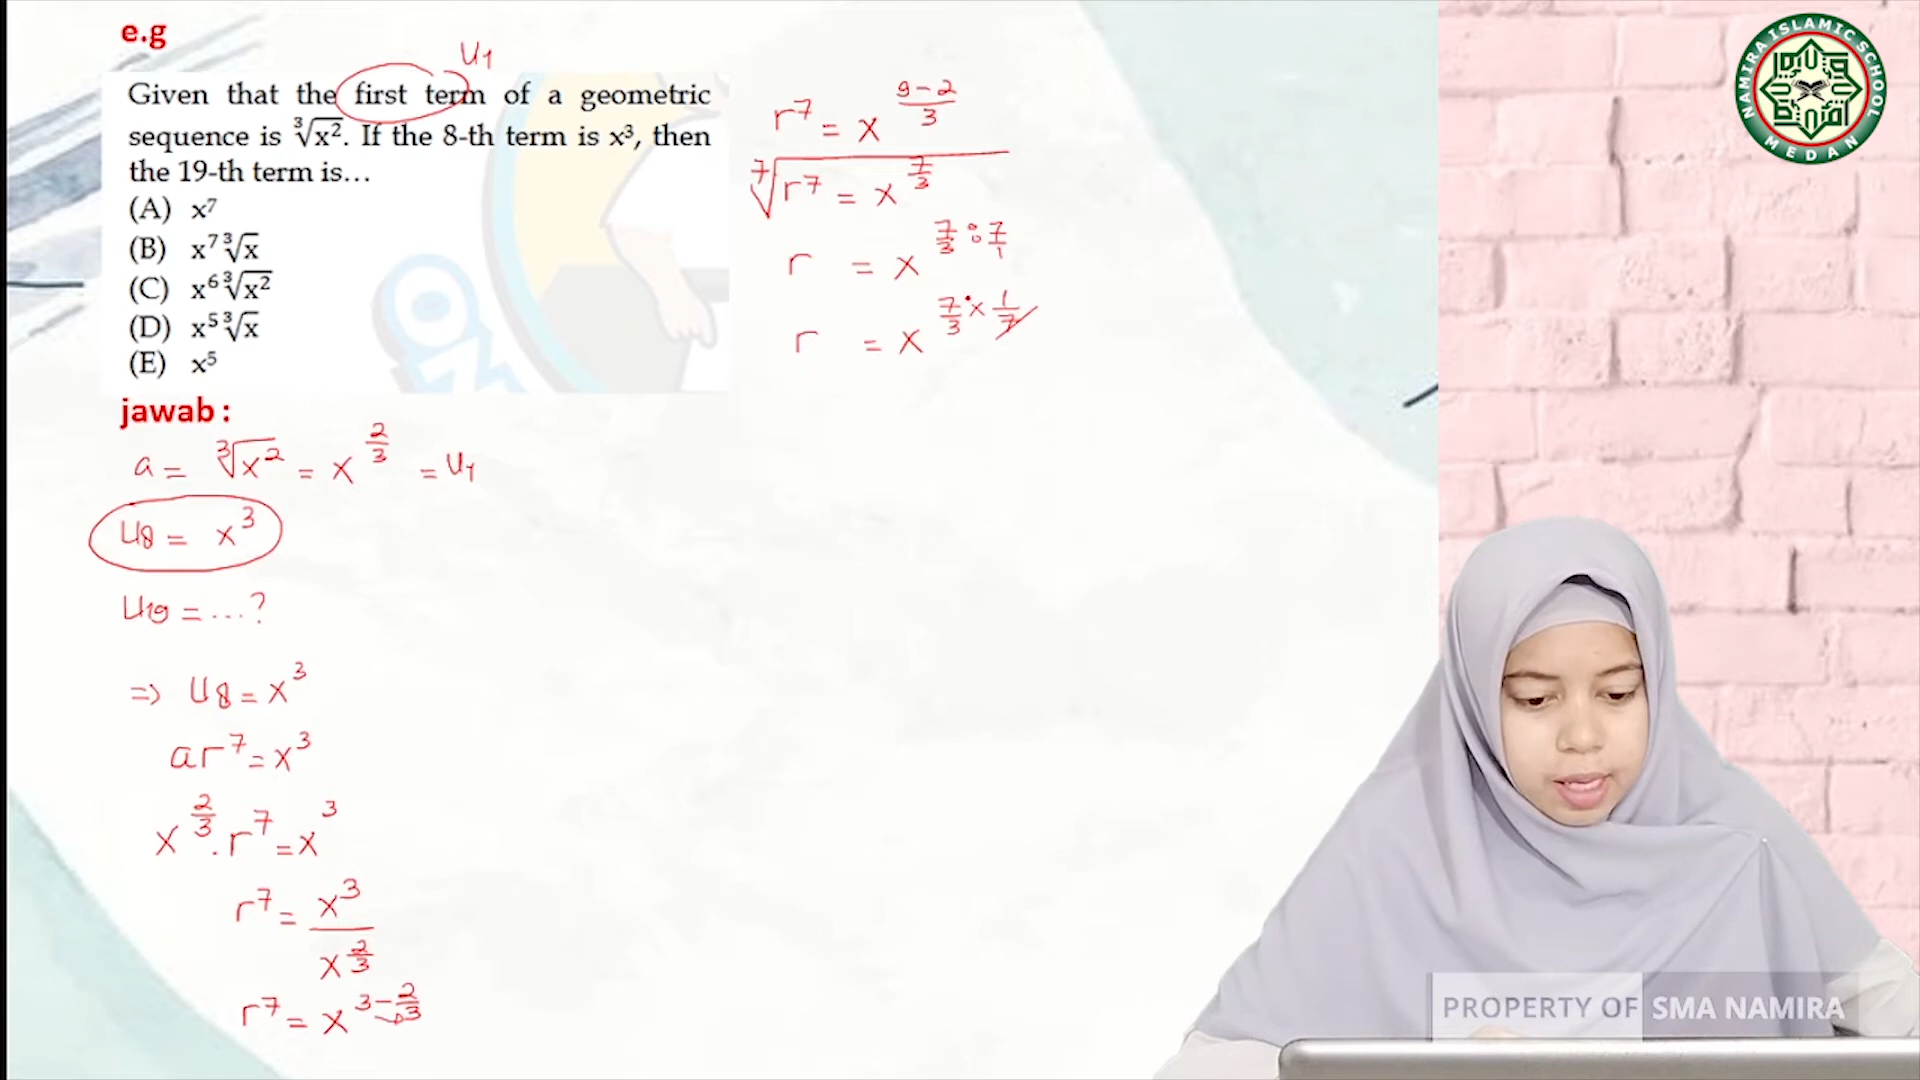 e.g
U₁
Given that the first term of a geometric
sequence is ∛x². If the 8-th term is x³, then
the 19-th term is...
(A) x⁷
(B) x⁷∛x
(C) x⁶∛x²
(D) x⁵∛x
(E) x⁵
jawab :
a = ∛x² = x^(2/3) = U₁
U₈ = x³
U₁₉ = ....?
=> U₈ = x³
ar⁷ = x³
x^(2/3) . r⁷ = x³
r⁷ = x³ / x^(2/3)
r⁷ = x^(3 - 2/3)
r⁷ = x^((9-2)/3)
⁷√r⁷ = x^(7/3)
r = x^(7/3 : 7/1)
r = x^(7/3 × 1/7)
NAMIRA ISLAMIC SCHOOL
MEDAN
PROPERTY OF SMA NAMIRA